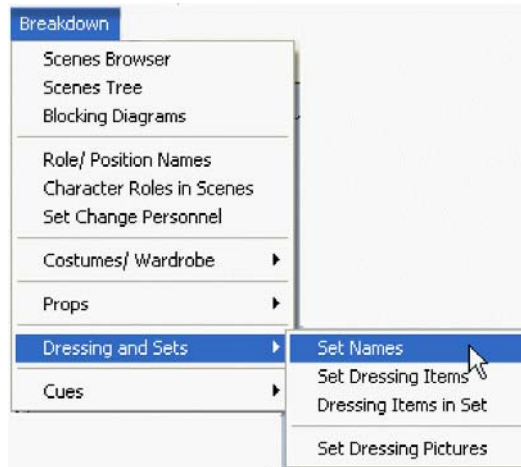 Breakdown
Scenes Browser
Scenes Tree
Blocking Diagrams
Role/ Position Names
Character Roles in Scenes
Set Change Personnel
Costumes/ Wardrobe
Props
Dressing and Sets
Cues
Set Names
Set Dressing Items
Dressing Items in Set
Set Dressing Pictures